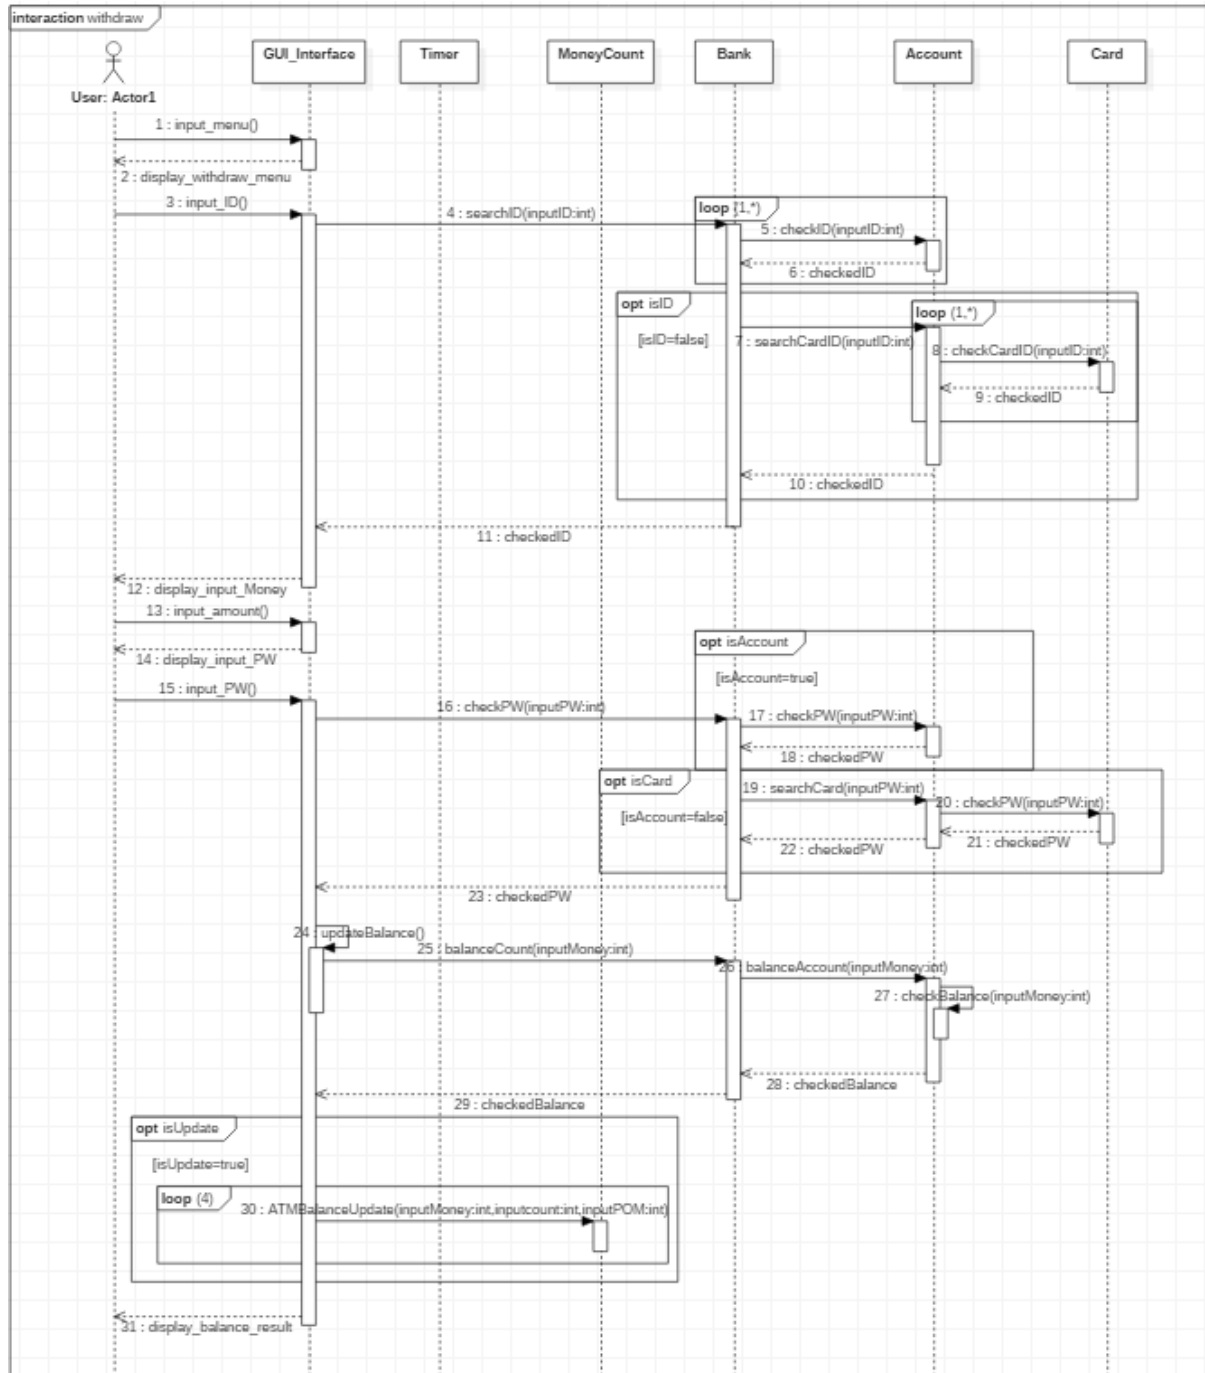 interaction withdraw
GUI_Interface
Timer
MoneyCount
Bank
Account
Card
User: Actor1
1 : input_menu()
2 : display_withdraw_menu
3 : input_ID()
4 : searchID(inputID:int)
loop (1,*)
5 : checkID(inputID:int)
6 : checkedID
opt isID
[isID=false]
loop (1,*)
7 : searchCardID(inputID:int)
8 : checkCardID(inputID:int)
9 : checkedID
10 : checkedID
11 : checkedID
12 : display_input_Money
13 : input_amount()
14 : display_input_PW
opt isAccount
[isAccount=true]
15 : input_PW()
16 : checkPW(inputPW:int)
17 : checkPW(inputPW:int)
18 : checkedPW
opt isCard
[isAccount=false]
19 : searchCard(inputPW:int)
20 : checkPW(inputPW:int)
21 : checkedPW
22 : checkedPW
23 : checkedPW
24 : updateBalance()
25 : balanceCount(inputMoney:int)
26 : balanceAccount(inputMoney:int)
27 : checkBalance(inputMoney:int)
28 : checkedBalance
29 : checkedBalance
opt isUpdate
[isUpdate=true]
loop (4)
30 : ATMBalanceUpdate(inputMoney:int,inputcount:int,inputPOM:int)
31 : display_balance_result